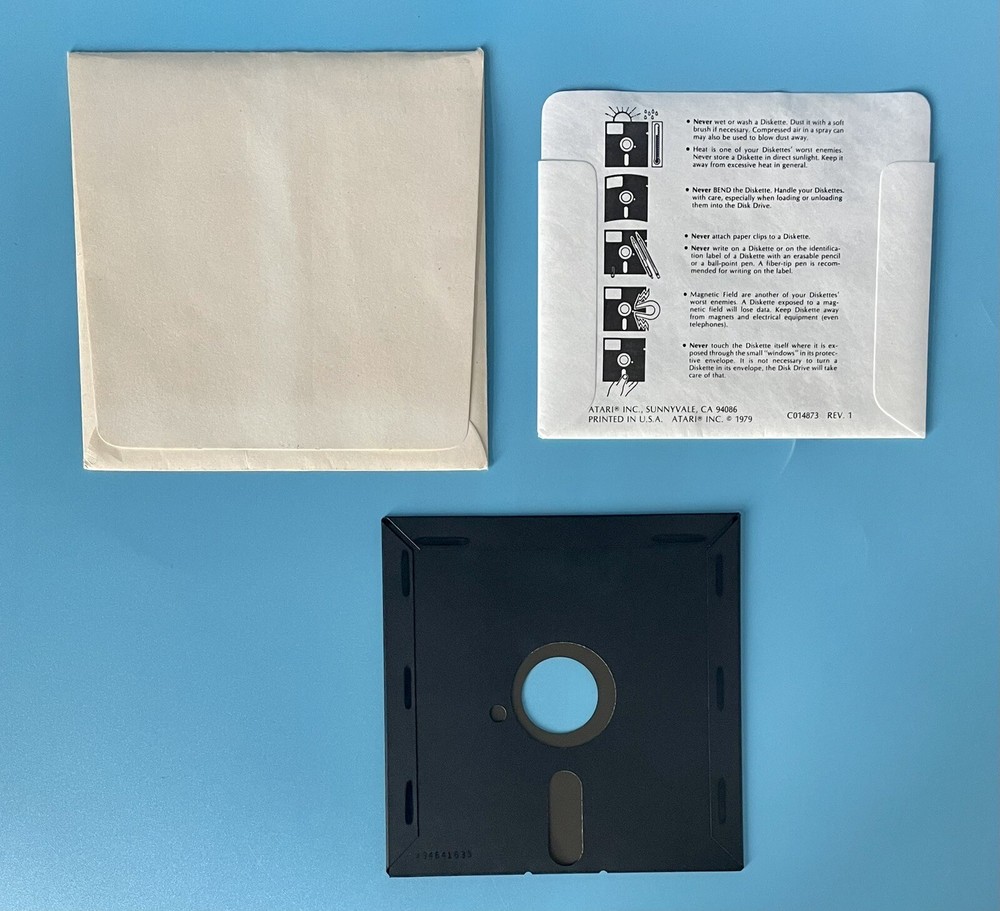 • Never wet or wash a Diskette. Dust it with a soft
brush if necessary. Compressed air in a spray can
may also be used to blow dust away.
• Heat is one of your Diskettes' worst enemies.
Never store a Diskette in direct sunlight. Keep it
away from excessive heat in general.
• Never BEND the Diskette. Handle your Diskettes
with care, especially when loading or unloading
them into the Disk Drive.
• Never attach paper clips to a Diskette.
• Never write on a Diskette or on the identifica-
tion label of a Diskette with an erasable pencil
or a ball-point pen. A fiber-tip pen is recom-
mended for writing on the label.
• Magnetic Field are another of your Diskettes'
worst enemies. A Diskette exposed to a mag-
netic field will lose data. Keep Diskette away
from magnets and electrical equipment (even
telephones).
• Never touch the Diskette itself where it is ex-
posed through the small "windows" in its protec-
tive envelope. It is not necessary to turn a
Diskette in its envelope, the Disk Drive will take
care of that.
ATARI® INC., SUNNYVALE, CA 94086
PRINTED IN U.S.A. ATARI® INC. © 1979
C014873 REV. 1